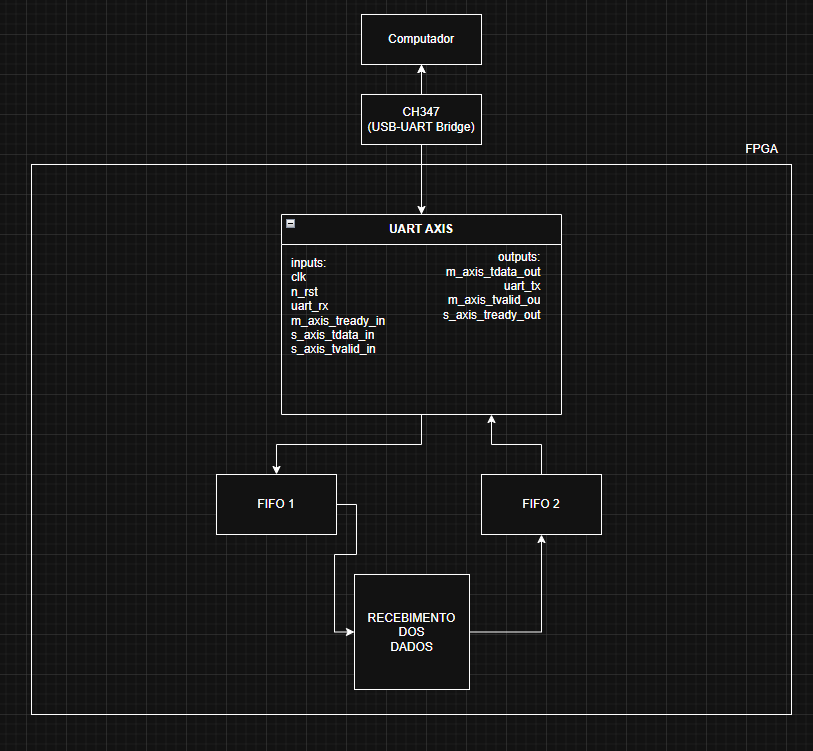 Computador
CH347
(USB-UART Bridge)
FPGA
UART AXIS
inputs:
clk
n_rst
uart_rx
m_axis_tready_in
s_axis_tdata_in
s_axis_tvalid_in
outputs:
m_axis_tdata_out
uart_tx
m_axis_tvalid_ou
s_axis_tready_out
FIFO 1
FIFO 2
RECEBIMENTO
DOS
DADOS